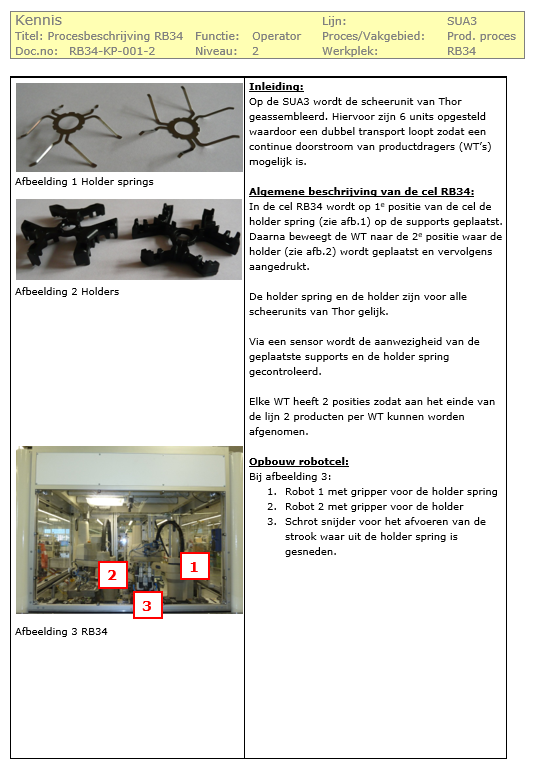 Kennis Lijn: SUA3
Titel: Procesbeschrijving RB34 Functie: Operator Proces/Vakgebied: Prod. proces
Doc.no: RB34-KP-001-2 Niveau: 2 Werkplek: RB34
Afbeelding 1 Holder springs
Afbeelding 2 Holders
1
2
3
Afbeelding 3 RB34
Inleiding:
Op de SUA3 wordt de scheerunit van Thor
geassembleerd. Hiervoor zijn 6 units opgesteld
waardoor een dubbel transport loopt zodat een
continue doorstroom van productdragers (WT's)
mogelijk is.
Algemene beschrijving van de cel RB34:
In de cel RB34 wordt op 1e positie van de cel de
holder spring (zie afb.1) op de supports geplaatst.
Daarna beweegt de WT naar de 2e positie waar de
holder (zie afb.2) wordt geplaatst en vervolgens
aangedrukt.
De holder spring en de holder zijn voor alle
scheerunits van Thor gelijk.
Via een sensor wordt de aanwezigheid van de
geplaatste supports en de holder spring
gecontroleerd.
Elke WT heeft 2 posities zodat aan het einde van
de lijn 2 producten per WT kunnen worden
afgenomen.
Opbouw robotcel:
Bij afbeelding 3:
1. Robot 1 met gripper voor de holder spring
2. Robot 2 met gripper voor de holder
3. Schrot snijder voor het afvoeren van de
strook waar uit de holder spring is
gesneden.